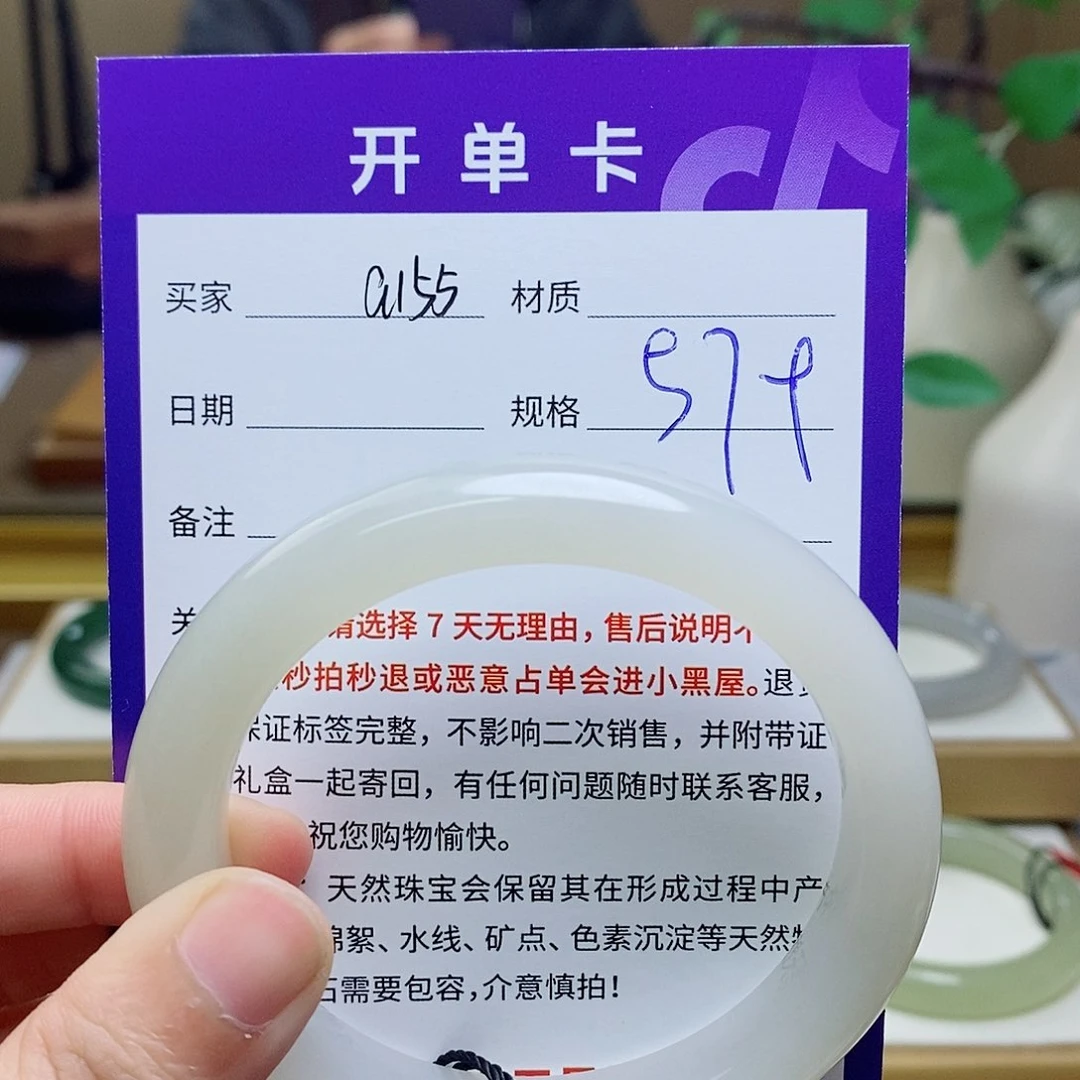 开单卡
买家 a155 材质
日期 规格 57
备注
关
请选择 7 天无理由，售后说明不
秒拍秒退或恶意占单会进小黑屋。退
保证标签完整，不影响二次销售，并附带证
礼盒一起寄回，有任何问题随时联系客服，
祝您购物愉快。
：天然珠宝会保留其在形成过程中产
棉絮、水线、矿点、色素沉淀等天然
石需要包容，介意慎拍！